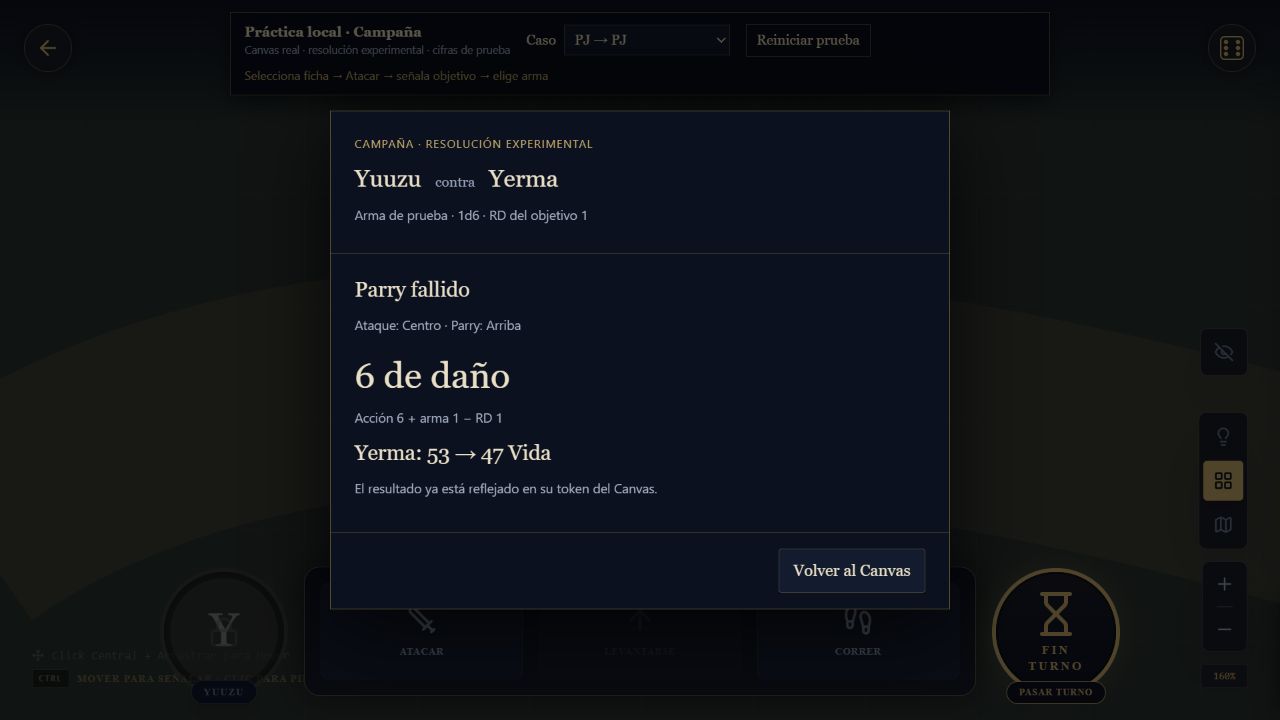 Práctica local · Campaña
Canvas real · resolución experimental · cifras de prueba
Caso
PJ → PJ
Reiniciar prueba
Selecciona ficha → Atacar → señala objetivo → elige arma
CAMPAÑA · RESOLUCIÓN EXPERIMENTAL
Yuuzu contra Yerma
Arma de prueba · 1d6 · RD del objetivo 1
Parry fallido
Ataque: Centro · Parry: Arriba
6 de daño
Acción 6 + arma 1 − RD 1
Yerma: 53 → 47 Vida
El resultado ya está reflejado en su token del Canvas.
Volver al Canvas
Y
YUUZU
Click Central + Arrastrar para mover
CTRL
MOVER PARA SEÑALAR · CLIC PARA
ATACAR
LEVANTARSE
CORRER
FIN
TURNO
PASAR TURNO
160%